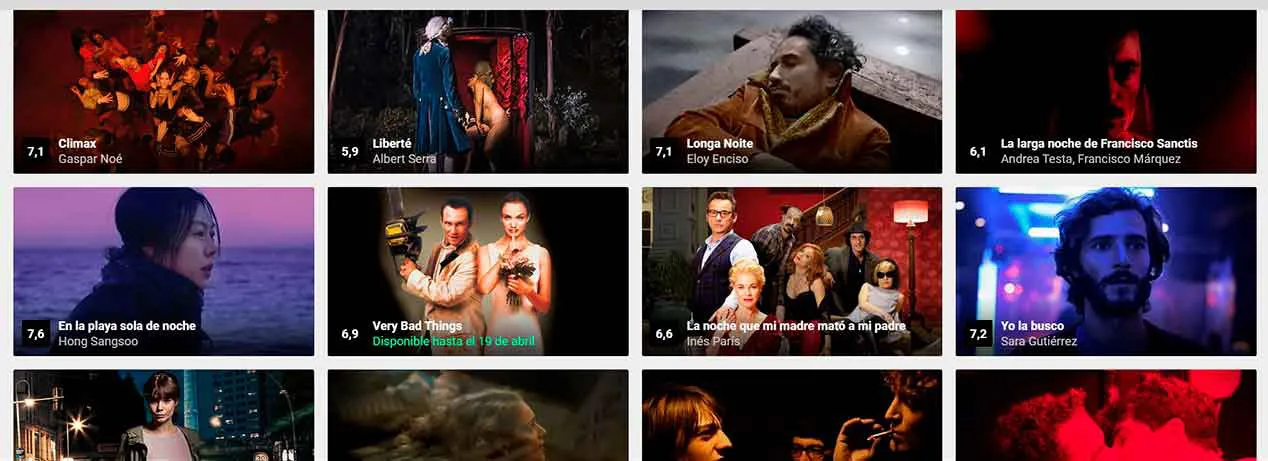 7,1
Climax
Gaspar Noé
5,9
Liberté
Albert Serra
7,1
Longa Noite
Eloy Enciso
6,1
La larga noche de Francisco Sanctis
Andrea Testa, Francisco Márquez
7,6
En la playa sola de noche
Hong Sangsoo
6,9
Very Bad Things
Disponible hasta el 19 de abril
6,6
La noche que mi madre mató a mi padre
Inés París
7,2
Yo la busco
Sara Gutiérrez